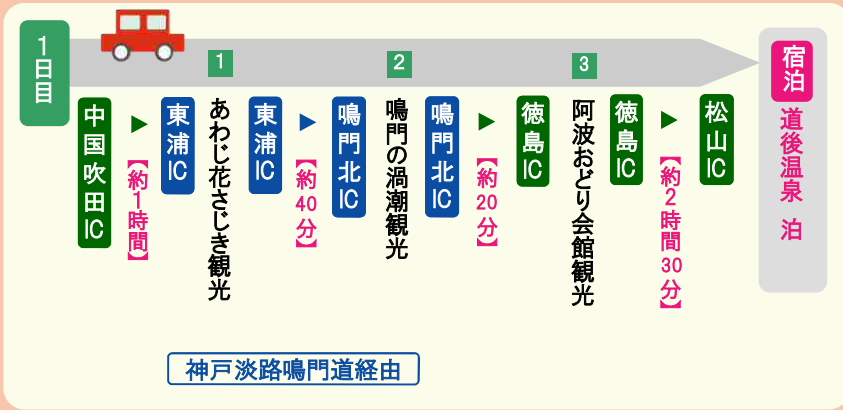 1日目
1
2
3
中国吹田IC
▶
【約1時間】
東浦IC
あわじ花さじき観光
東浦IC
▶
【約40分】
鳴門北IC
鳴門の渦潮観光
鳴門北IC
▶
【約20分】
徳島IC
阿波おどり会館観光
徳島IC
▶
【約2時間30分】
松山IC
宿泊
道後温泉 泊
神戸淡路鳴門道経由